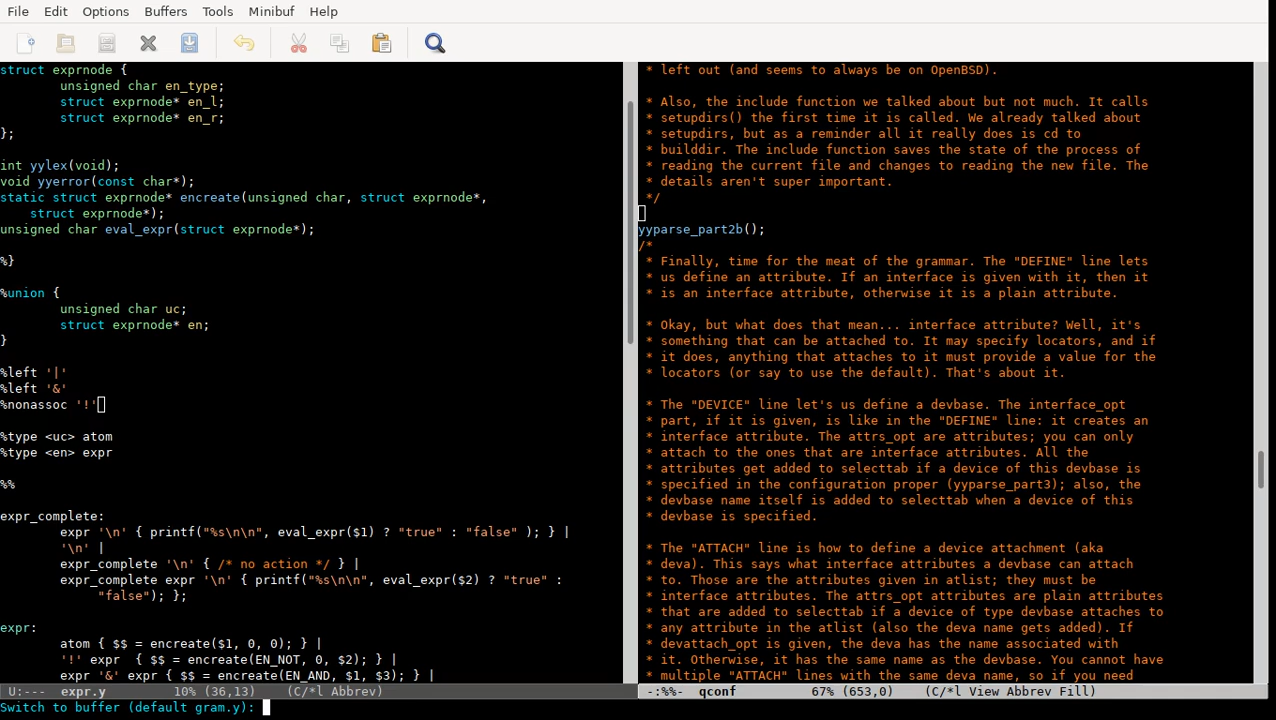 File Edit Options Buffers Tools Minibuf Help
struct exprnode {
unsigned char en_type;
struct exprnode* en_l;
struct exprnode* en_r;
};
int yylex(void);
void yyerror(const char*);
static struct exprnode* encreate(unsigned char, struct exprnode*,
struct exprnode*);
unsigned char eval_expr(struct exprnode*);
%}
%union {
unsigned char uc;
struct exprnode* en;
}
%left '|'
%left '&'
%nonassoc '!'
%type <uc> atom
%type <en> expr
%%
expr_complete:
expr '\n' { printf("%s\n\n", eval_expr($1) ? "true" : "false" ); } |
'\n' |
expr_complete '\n' { /* no action */ } |
expr_complete expr '\n' { printf("%s\n\n", eval_expr($2) ? "true" :
"false"); };
expr:
atom { $$ = encreate($1, 0, 0); } |
'!' expr  { $$ = encreate(EN_NOT, 0, $2); } |
expr '&' expr { $$ = encreate(EN_AND, $1, $3); } |
U:--- expr.y 10% (36,13) (C/*l Abbrev)
* left out (and seems to always be on OpenBSD).
* Also, the include function we talked about but not much. It calls
* setupdirs() the first time it is called. We already talked about
* setupdirs, but as a reminder all it really does is cd to
* builddir. The include function saves the state of the process of
* reading the current file and changes to reading the new file. The
* details aren't super important.
*/
yyparse_part2b();
/*
* Finally, time for the meat of the grammar. The "DEFINE" line lets
* us define an attribute. If an interface is given with it, then it
* is an interface attribute, otherwise it is a plain attribute.
* Okay, but what does that mean... interface attribute? Well, it's
* something that can be attached to. It may specify locators, and if
* it does, anything that attaches to it must provide a value for the
* locators (or say to use the default). That's about it.
* The "DEVICE" line let's us define a devbase. The interface_opt
* part, if it is given, is like in the "DEFINE" line: it creates an
* interface attribute. The attrs_opt are attributes; you can only
* attach to the ones that are interface attributes. All the
* attributes get added to selecttab if a device of this devbase is
* specified in the configuration proper (yyparse_part3); also, the
* devbase name itself is added to selecttab when a device of this
* devbase is specified.
* The "ATTACH" line is how to define a device attachment (aka
* deva). This says what interface attributes a devbase can attach
* to. Those are the attributes given in atlist; they must be
* interface attributes. The attrs_opt attributes are plain attributes
* that are added to selecttab if a device of type devbase attaches to
* any attribute in the atlist (also the deva name gets added). If
* devattach_opt is given, the deva has the name associated with
* it. Otherwise, it has the same name as the devbase. You cannot have
* multiple "ATTACH" lines with the same deva name, so if you need
-:%%- qconf 67% (653,0) (C/*l View Abbrev Fill)
Switch to buffer (default gram.y):